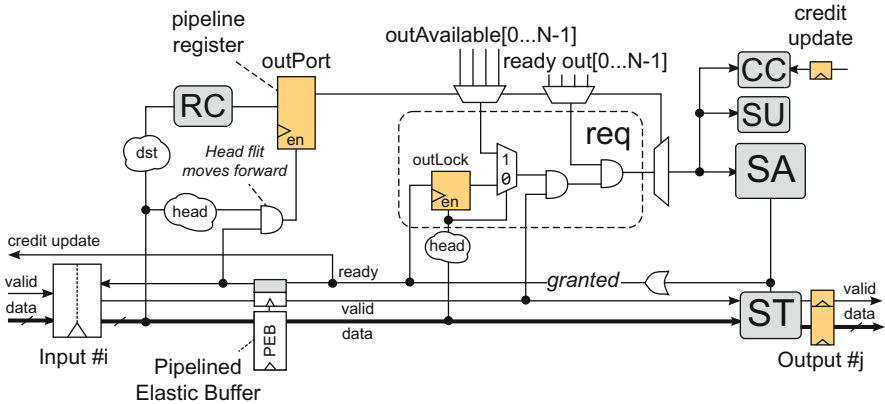 pipeline
register
outPort
outAvailable[0...N-1]
ready out[0...N-1]
credit
update
CC
RC
en
SU
req
dst
Head flit
moves forward
outLock
1
0
SA
en
head
head
credit update
ready
granted
valid
valid
valid
data
data
data
ST
PEB
Input #i
Pipelined
Elastic Buffer
Output #j